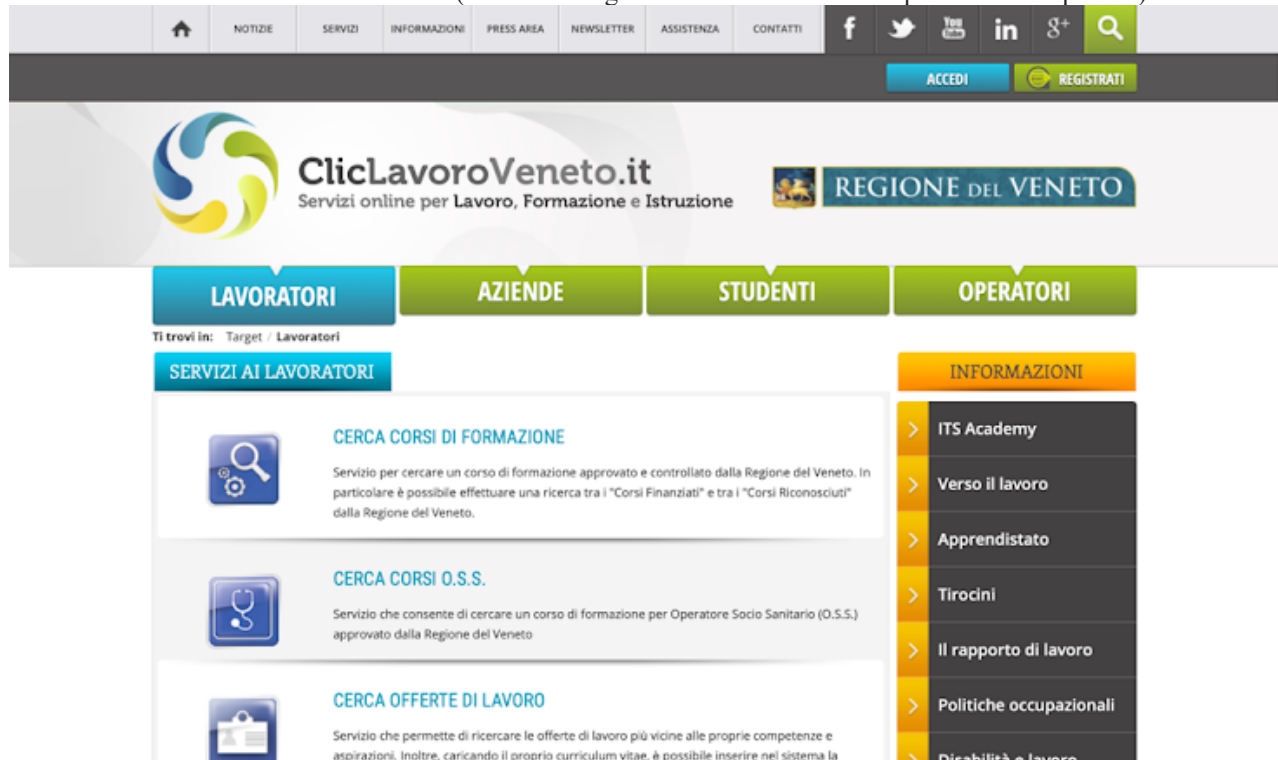 NOTIZIE SERVIZI INFORMAZIONI PRESS AREA NEWSLETTER ASSISTENZA CONTATTI f You Tube in g+
ACCEDI REGISTRATI
ClicLavoroVeneto.it
Servizi online per Lavoro, Formazione e Istruzione
REGIONE DEL VENETO
LAVORATORI AZIENDE STUDENTI OPERATORI
Ti trovi in: Target / Lavoratori
SERVIZI AI LAVORATORI
CERCA CORSI DI FORMAZIONE
Servizio per cercare un corso di formazione approvato e controllato dalla Regione del Veneto. In
particolare è possibile effettuare una ricerca tra i "Corsi Finanziati" e tra i "Corsi Riconosciuti"
dalla Regione del Veneto.
CERCA CORSI O.S.S.
Servizio che consente di cercare un corso di formazione per Operatore Socio Sanitario (O.S.S.)
approvato dalla Regione del Veneto
CERCA OFFERTE DI LAVORO
Servizio che permette di ricercare le offerte di lavoro più vicine alle proprie competenze e
aspirazioni. Inoltre, caricando il proprio curriculum vitae, è possibile inserire nel sistema la
INFORMAZIONI
ITS Academy
Verso il lavoro
Apprendistato
Tirocini
Il rapporto di lavoro
Politiche occupazionali
Disabilità e lavoro